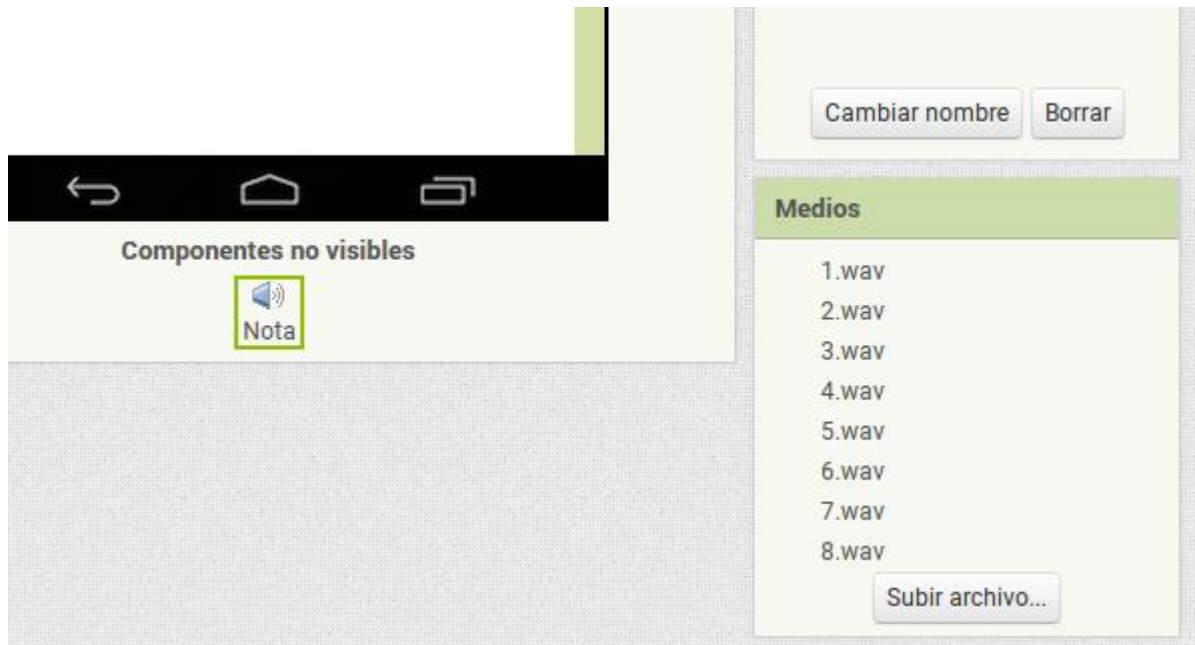 Cambiar nombre Borrar
Componentes no visibles
Nota
Medios
1.wav
2.wav
3.wav
4.wav
5.wav
6.wav
7.wav
8.wav
Subir archivo...